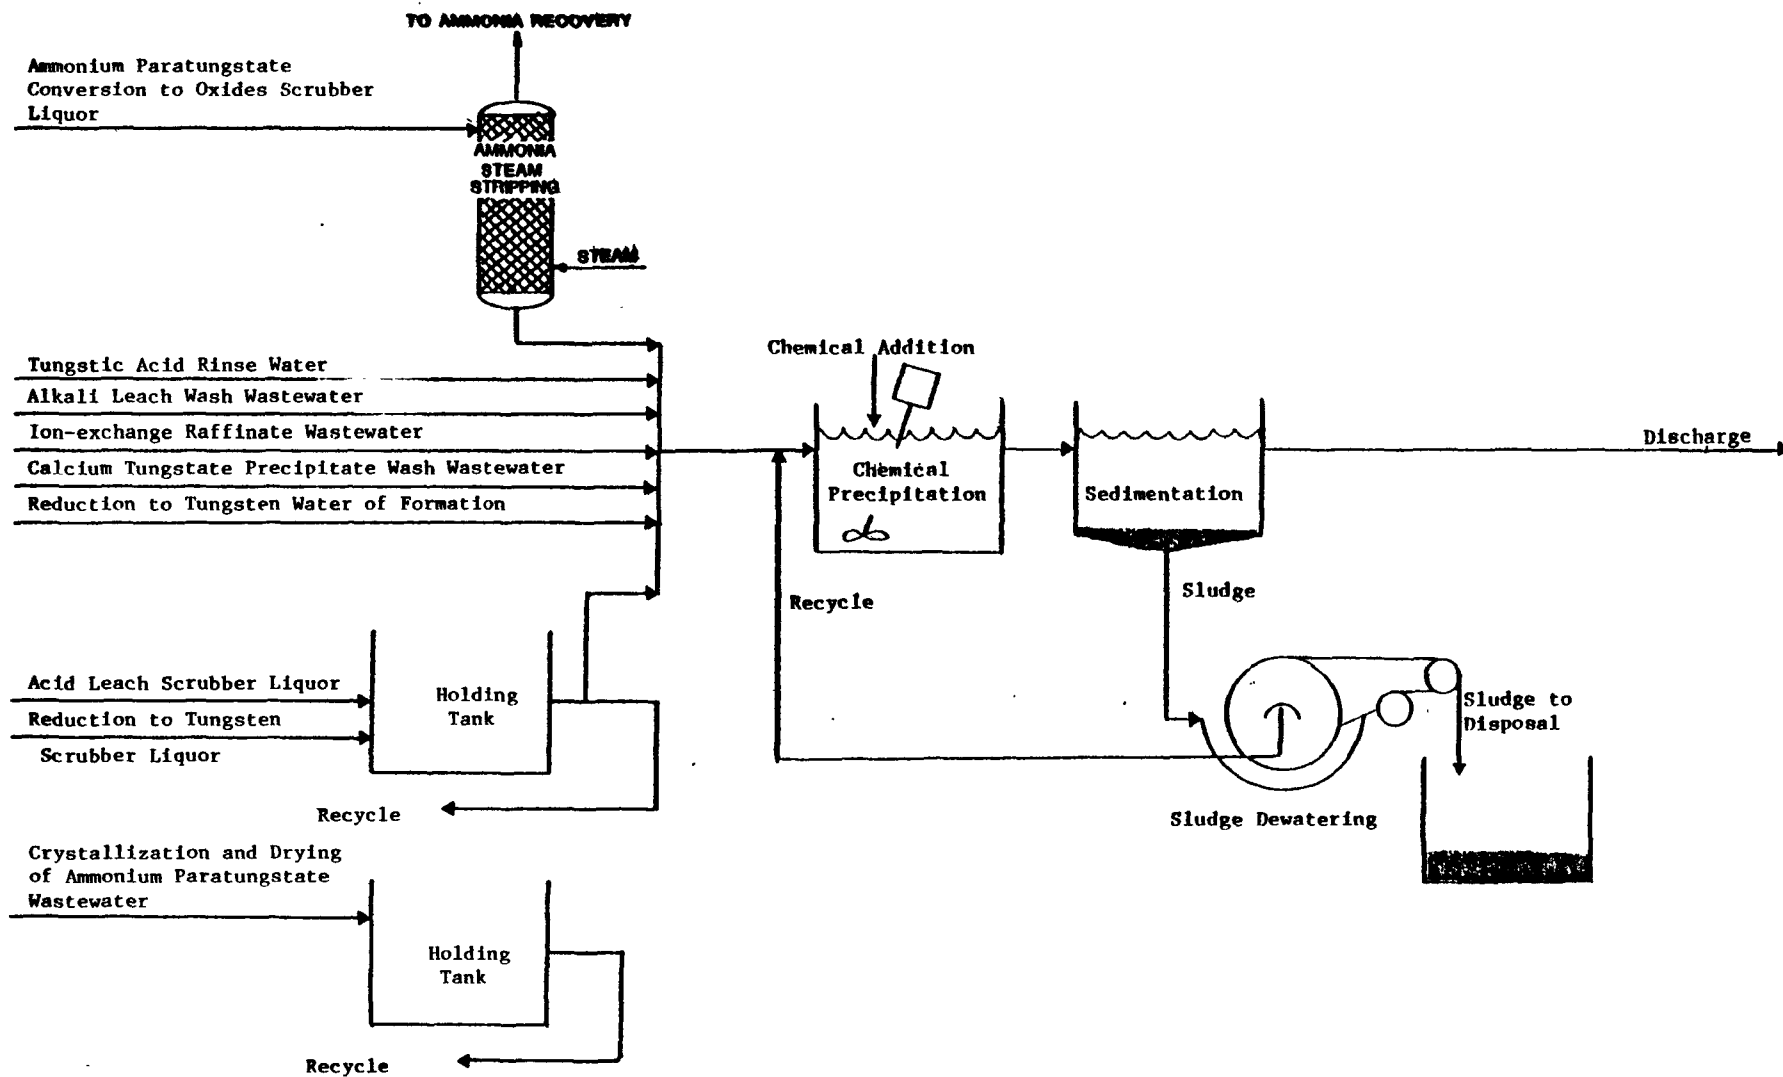 TO AMMONIA RECOVERY
Ammonium Paratungstate
Conversion to Oxides Scrubber
Liquor
AMMONIA
STEAM
STRIPPING
STEAM
Tungstic Acid Rinse Water
Alkali Leach Wash Wastewater
Ion-exchange Raffinate Wastewater
Calcium Tungstate Precipitate Wash Wastewater
Reduction to Tungsten Water of Formation
Chemical Addition
Chemical
Precipitation
Sedimentation
Discharge
Recycle
Sludge
Acid Leach Scrubber Liquor
Reduction to Tungsten
Scrubber Liquor
Holding
Tank
Recycle
Sludge to
Disposal
Sludge Dewatering
Crystallization and Drying
of Ammonium Paratungstate
Wastewater
Holding
Tank
Recycle